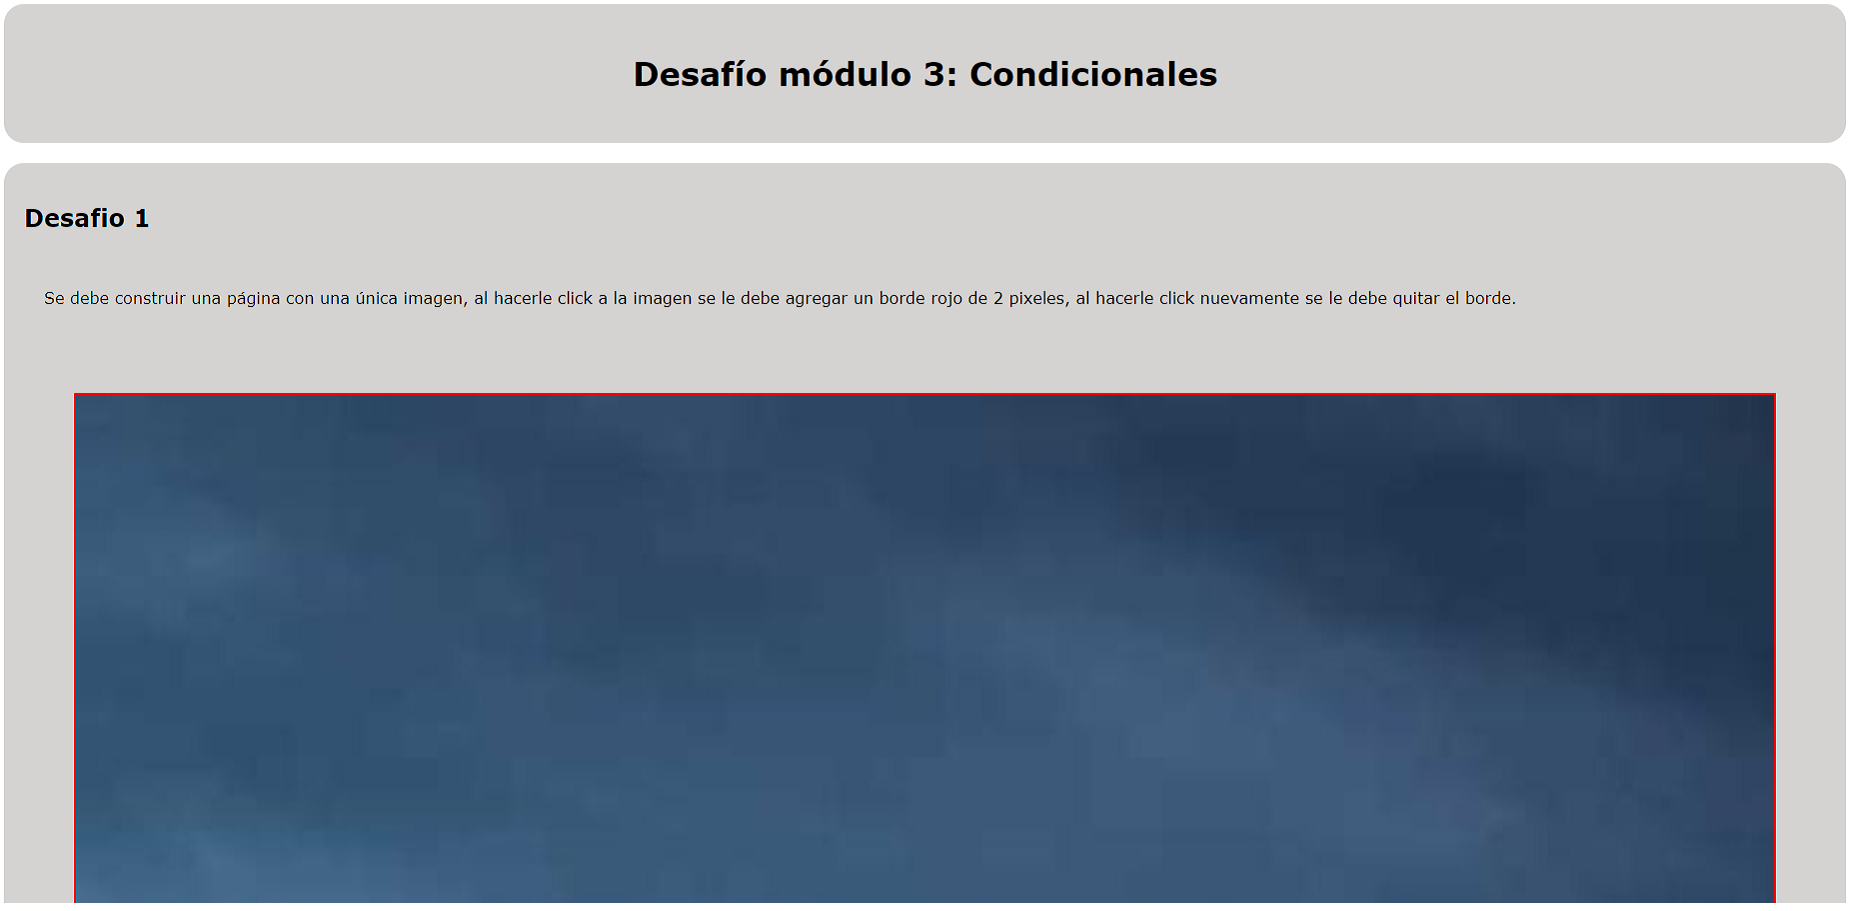 Desafío módulo 3: Condicionales
Desafio 1
Se debe construir una página con una única imagen, al hacerle click a la imagen se le debe agregar un borde rojo de 2 pixeles, al hacerle click nuevamente se le debe quitar el borde.